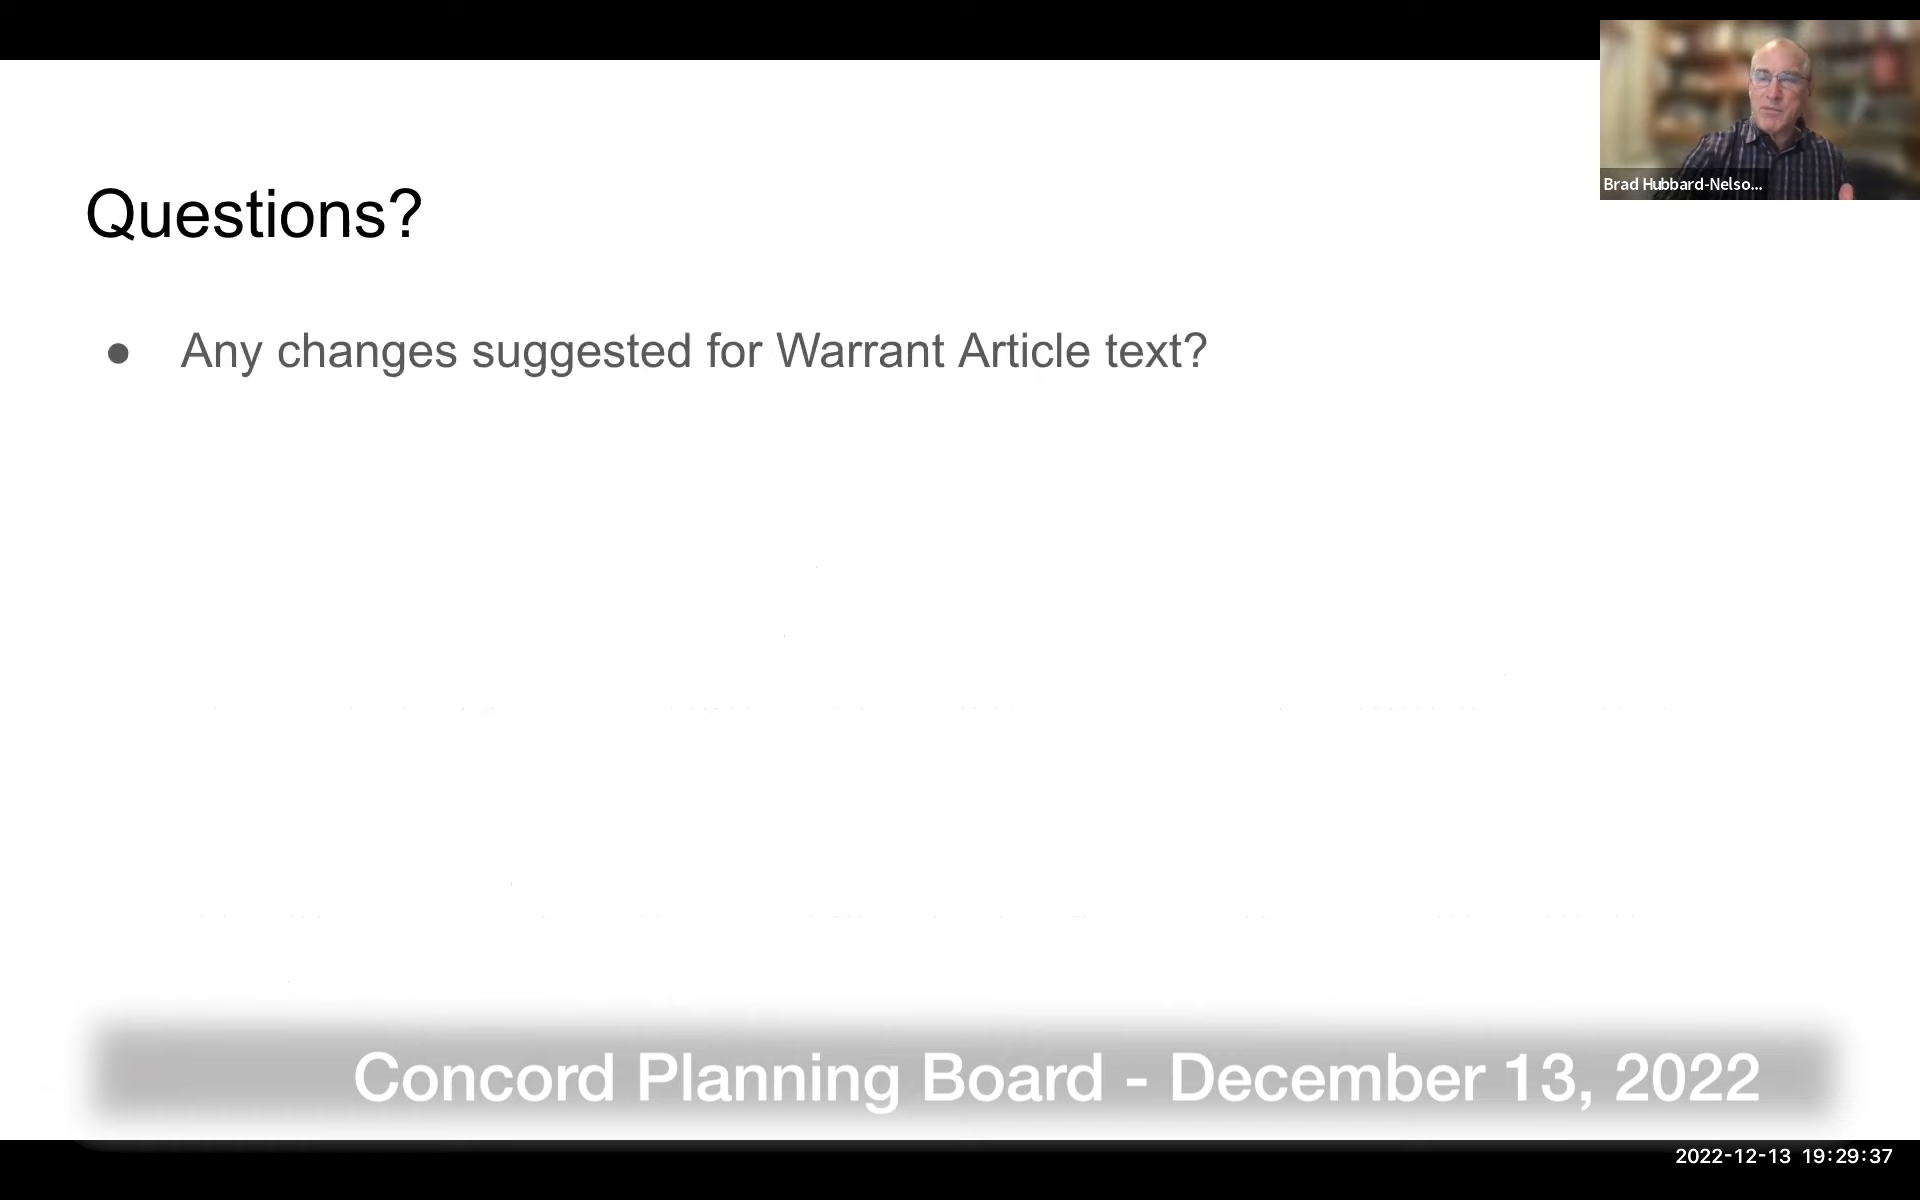 Brad Hubbard-Nelso...
Questions?
● Any changes suggested for Warrant Article text?
Concord Planning Board - December 13, 2022
2022-12-13 19:29:37